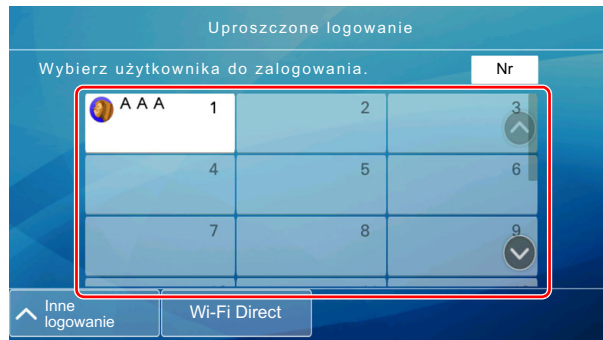 Uproszczone logowanie
Wybierz użytkownika do zalogowania.
Nr
A A A 1 2 3
4 5 6
7 8 9
Inne
logowanie
Wi-Fi Direct